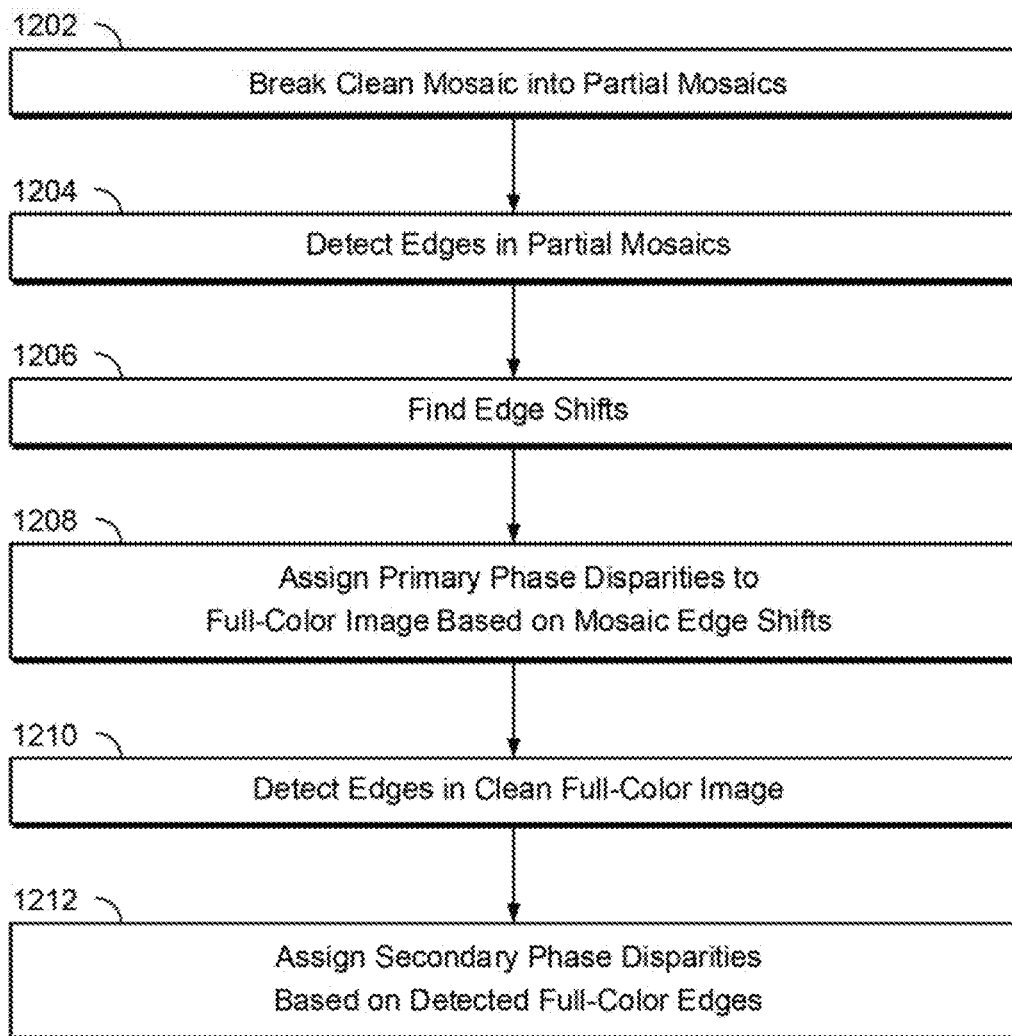 1202
Break Clean Mosaic into Partial Mosaics
1204
Detect Edges in Partial Mosaics
1206
Find Edge Shifts
1208
Assign Primary Phase Disparities to
Full-Color Image Based on Mosaic Edge Shifts
1210
Detect Edges in Clean Full-Color Image
1212
Assign Secondary Phase Disparities
Based on Detected Full-Color Edges